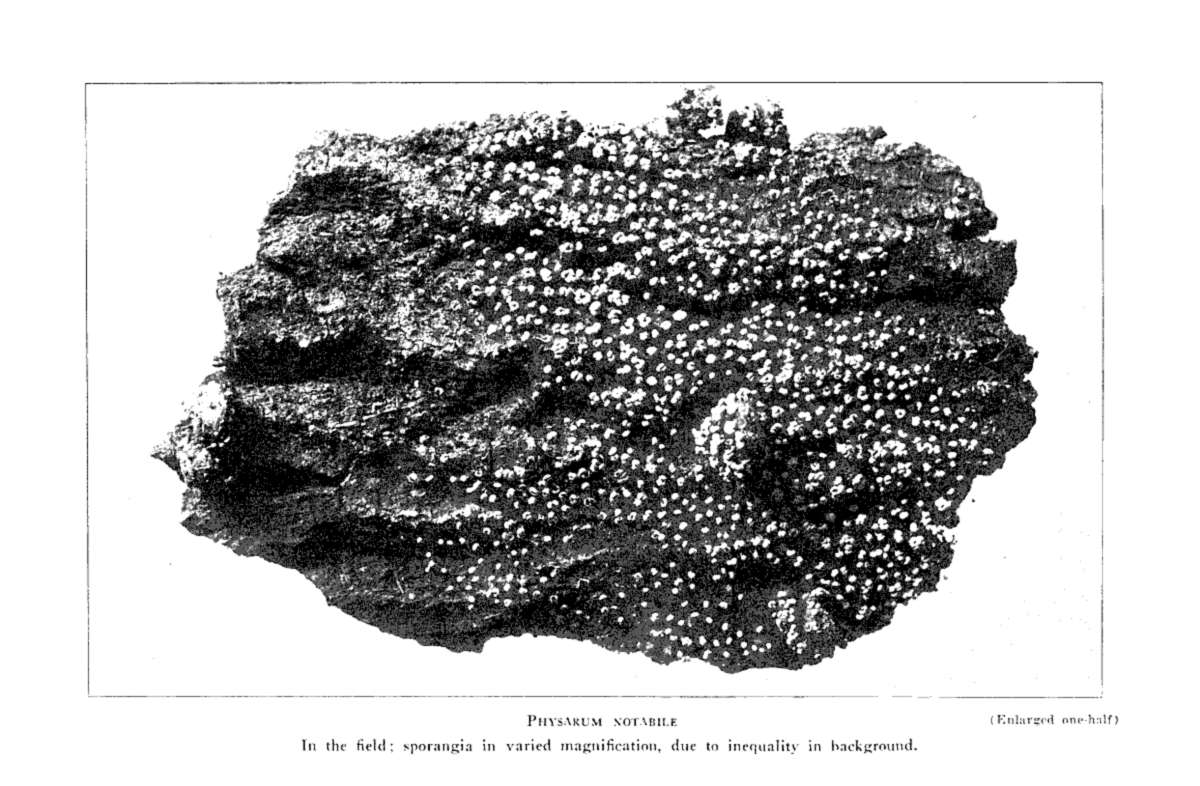 PHYSARUM NOTABILE
(Enlarged one-half)
In the field; sporangia in varied magnification, due to inequality in background.